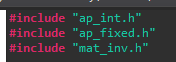 #include "ap_int.h"
#include "ap_fixed.h"
#include "mat_inv.h"